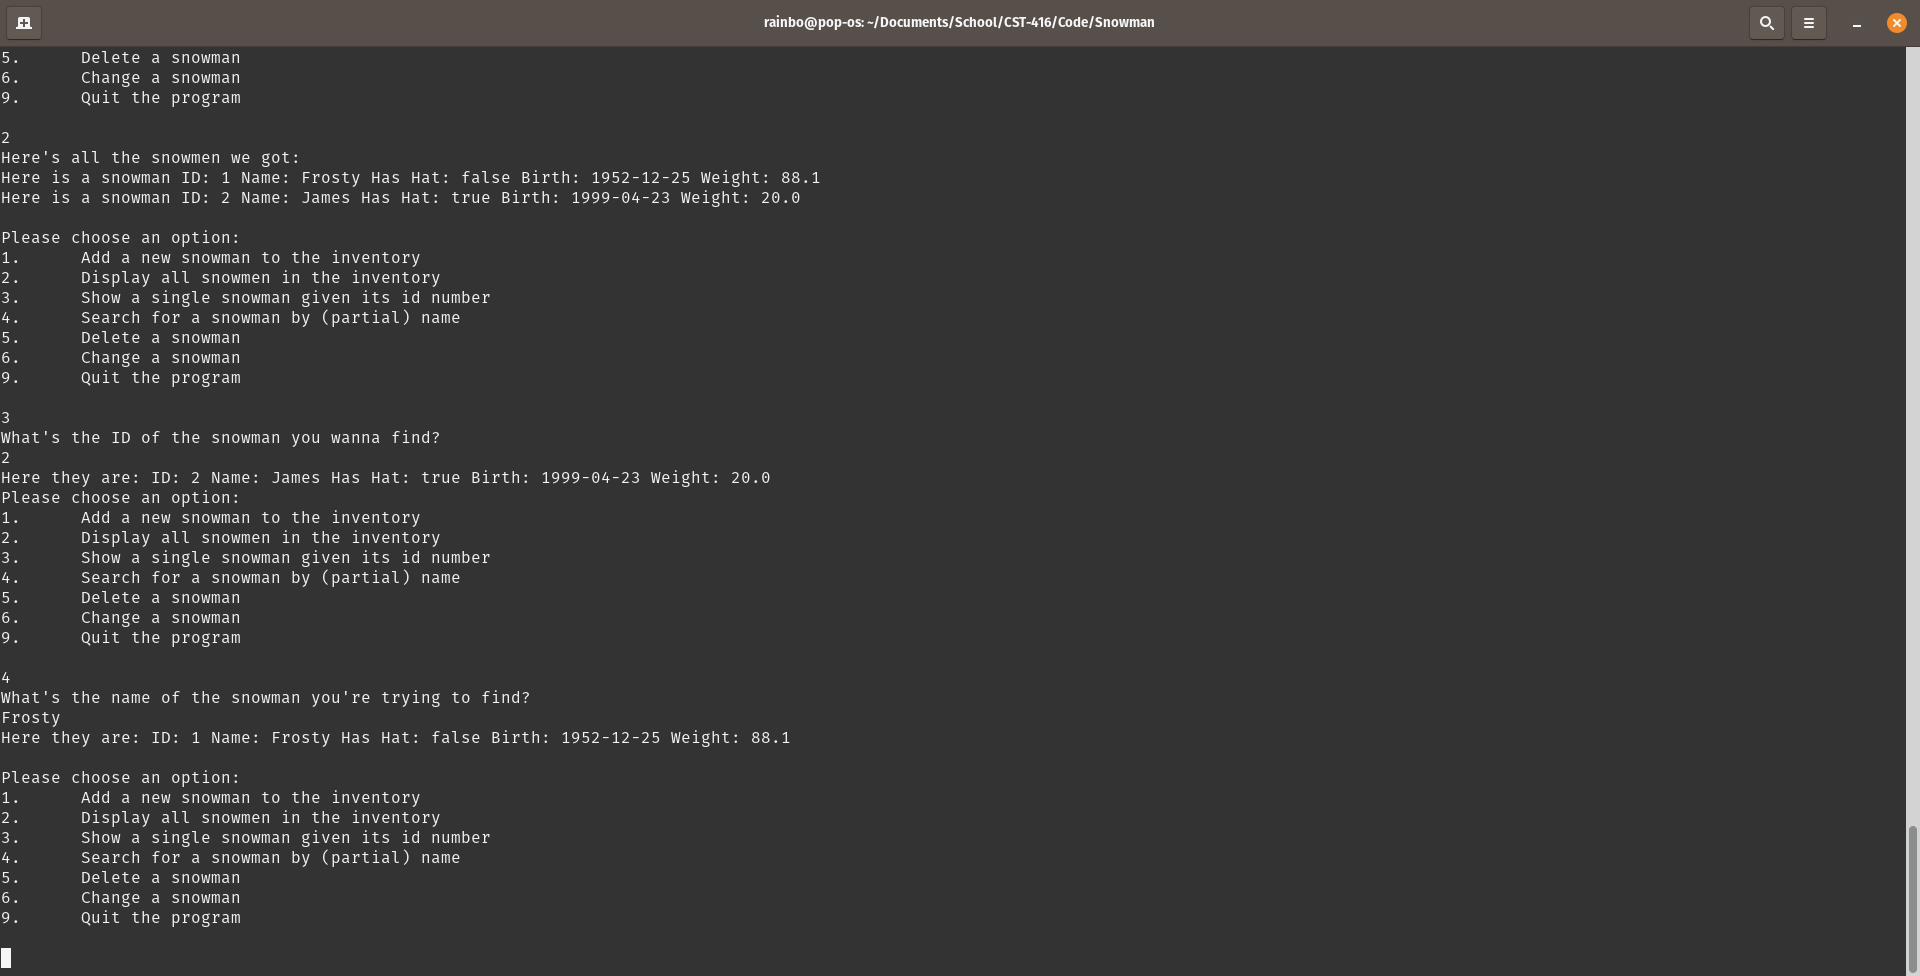 rainbo@pop-os: ~/Documents/School/CST-416/Code/Snowman
5.      Delete a snowman
6.      Change a snowman
9.      Quit the program
2
Here's all the snowmen we got:
Here is a snowman ID: 1 Name: Frosty Has Hat: false Birth: 1952-12-25 Weight: 88.1
Here is a snowman ID: 2 Name: James Has Hat: true Birth: 1999-04-23 Weight: 20.0
Please choose an option:
1.      Add a new snowman to the inventory
2.      Display all snowmen in the inventory
3.      Show a single snowman given its id number
4.      Search for a snowman by (partial) name
5.      Delete a snowman
6.      Change a snowman
9.      Quit the program
3
What's the ID of the snowman you wanna find?
2
Here they are: ID: 2 Name: James Has Hat: true Birth: 1999-04-23 Weight: 20.0
Please choose an option:
1.      Add a new snowman to the inventory
2.      Display all snowmen in the inventory
3.      Show a single snowman given its id number
4.      Search for a snowman by (partial) name
5.      Delete a snowman
6.      Change a snowman
9.      Quit the program
4
What's the name of the snowman you're trying to find?
Frosty
Here they are: ID: 1 Name: Frosty Has Hat: false Birth: 1952-12-25 Weight: 88.1
Please choose an option:
1.      Add a new snowman to the inventory
2.      Display all snowmen in the inventory
3.      Show a single snowman given its id number
4.      Search for a snowman by (partial) name
5.      Delete a snowman
6.      Change a snowman
9.      Quit the program